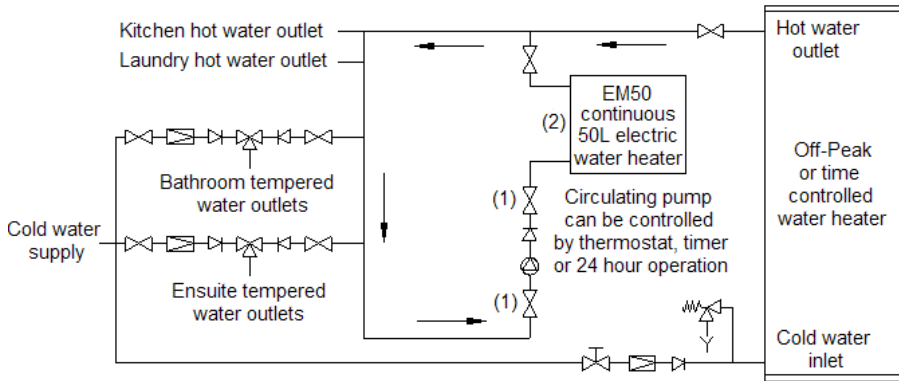 Kitchen hot water outlet
Laundry hot water outlet
Hot water
outlet
EM50
continuous
50L electric
water heater
(2)
Off-Peak
or time
controlled
water heater
Bathroom tempered
water outlets
(1)
Circulating pump
can be controlled
by thermostat, timer
or 24 hour operation
Cold water
supply
Ensuite tempered
water outlets
(1)
Cold water
inlet